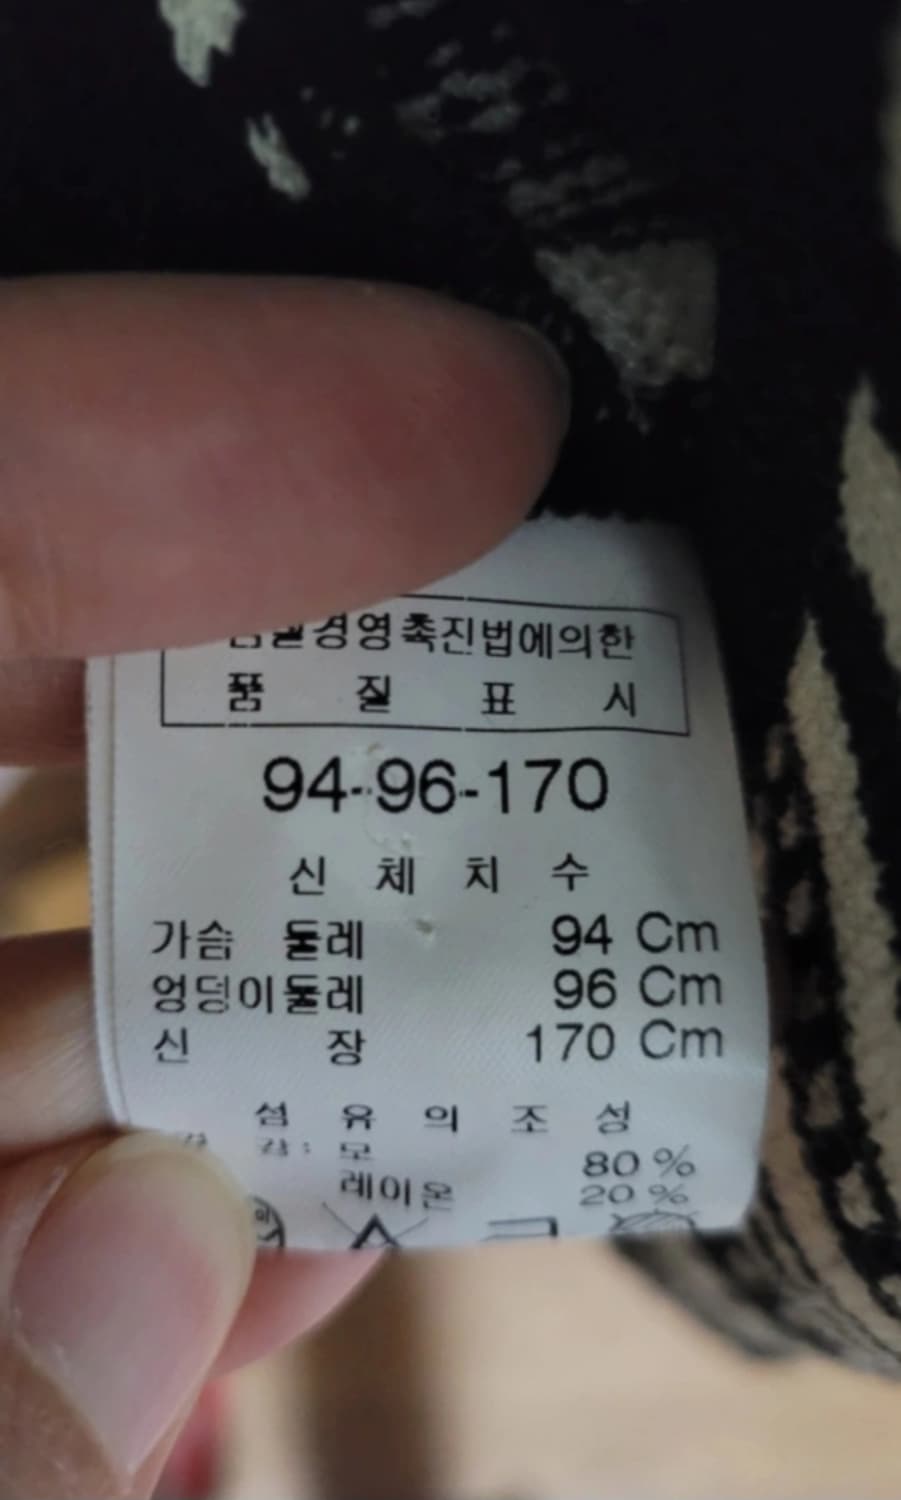 품질경영촉진법에의한
품 질 표 시
94-96-170
신 체 치 수
가슴 둘레 94 Cm
엉덩이둘레 96 Cm
신 장 170 Cm
섬 유 의 조 성
감 : 모 80 %
레이온 20 %